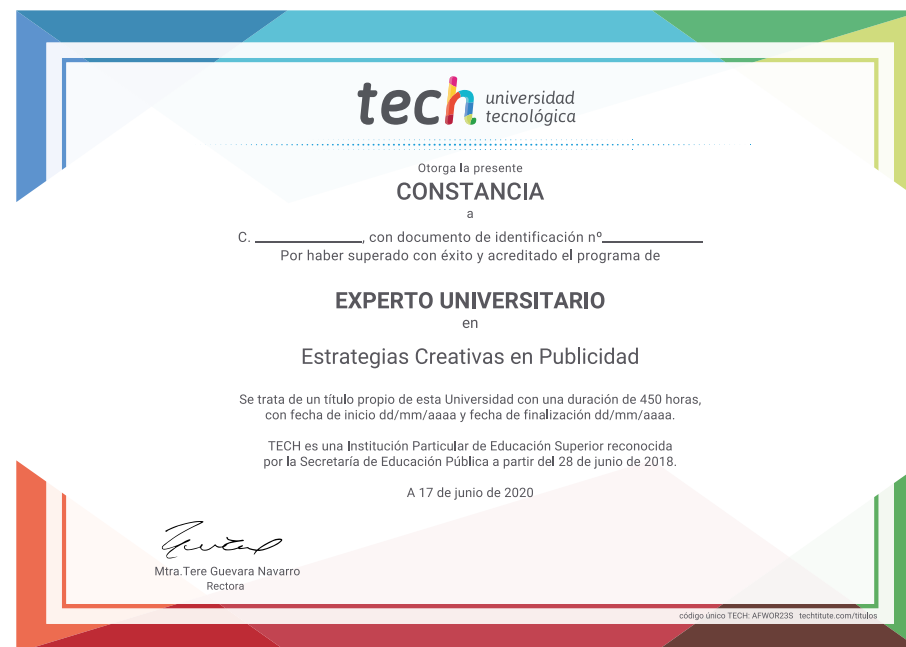 tech universidad
tecnológica
Otorga la presente
CONSTANCIA
a
C. ____________, con documento de identificación nº____________
Por haber superado con éxito y acreditado el programa de
EXPERTO UNIVERSITARIO
en
Estrategias Creativas en Publicidad
Se trata de un título propio de esta Universidad con una duración de 450 horas,
con fecha de inicio dd/mm/aaaa y fecha de finalización dd/mm/aaaa.
TECH es una Institución Particular de Educación Superior reconocida
por la Secretaría de Educación Pública a partir del 28 de junio de 2018.
A 17 de junio de 2020
Mtra.Tere Guevara Navarro
Rectora
código único TECH: AFWOR23S techtitute.com/titulos